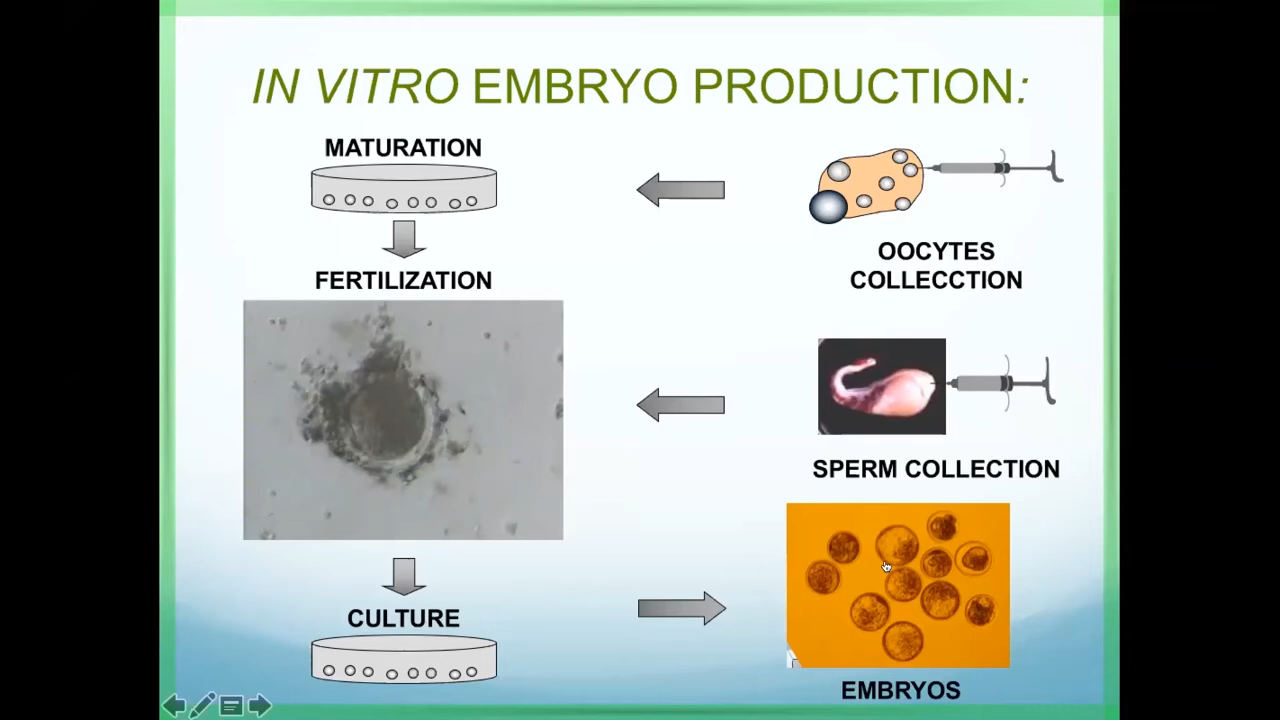 IN VITRO EMBRYO PRODUCTION:
MATURATION
OOCYTES
COLLECCTION
FERTILIZATION
SPERM COLLECTION
CULTURE
EMBRYOS